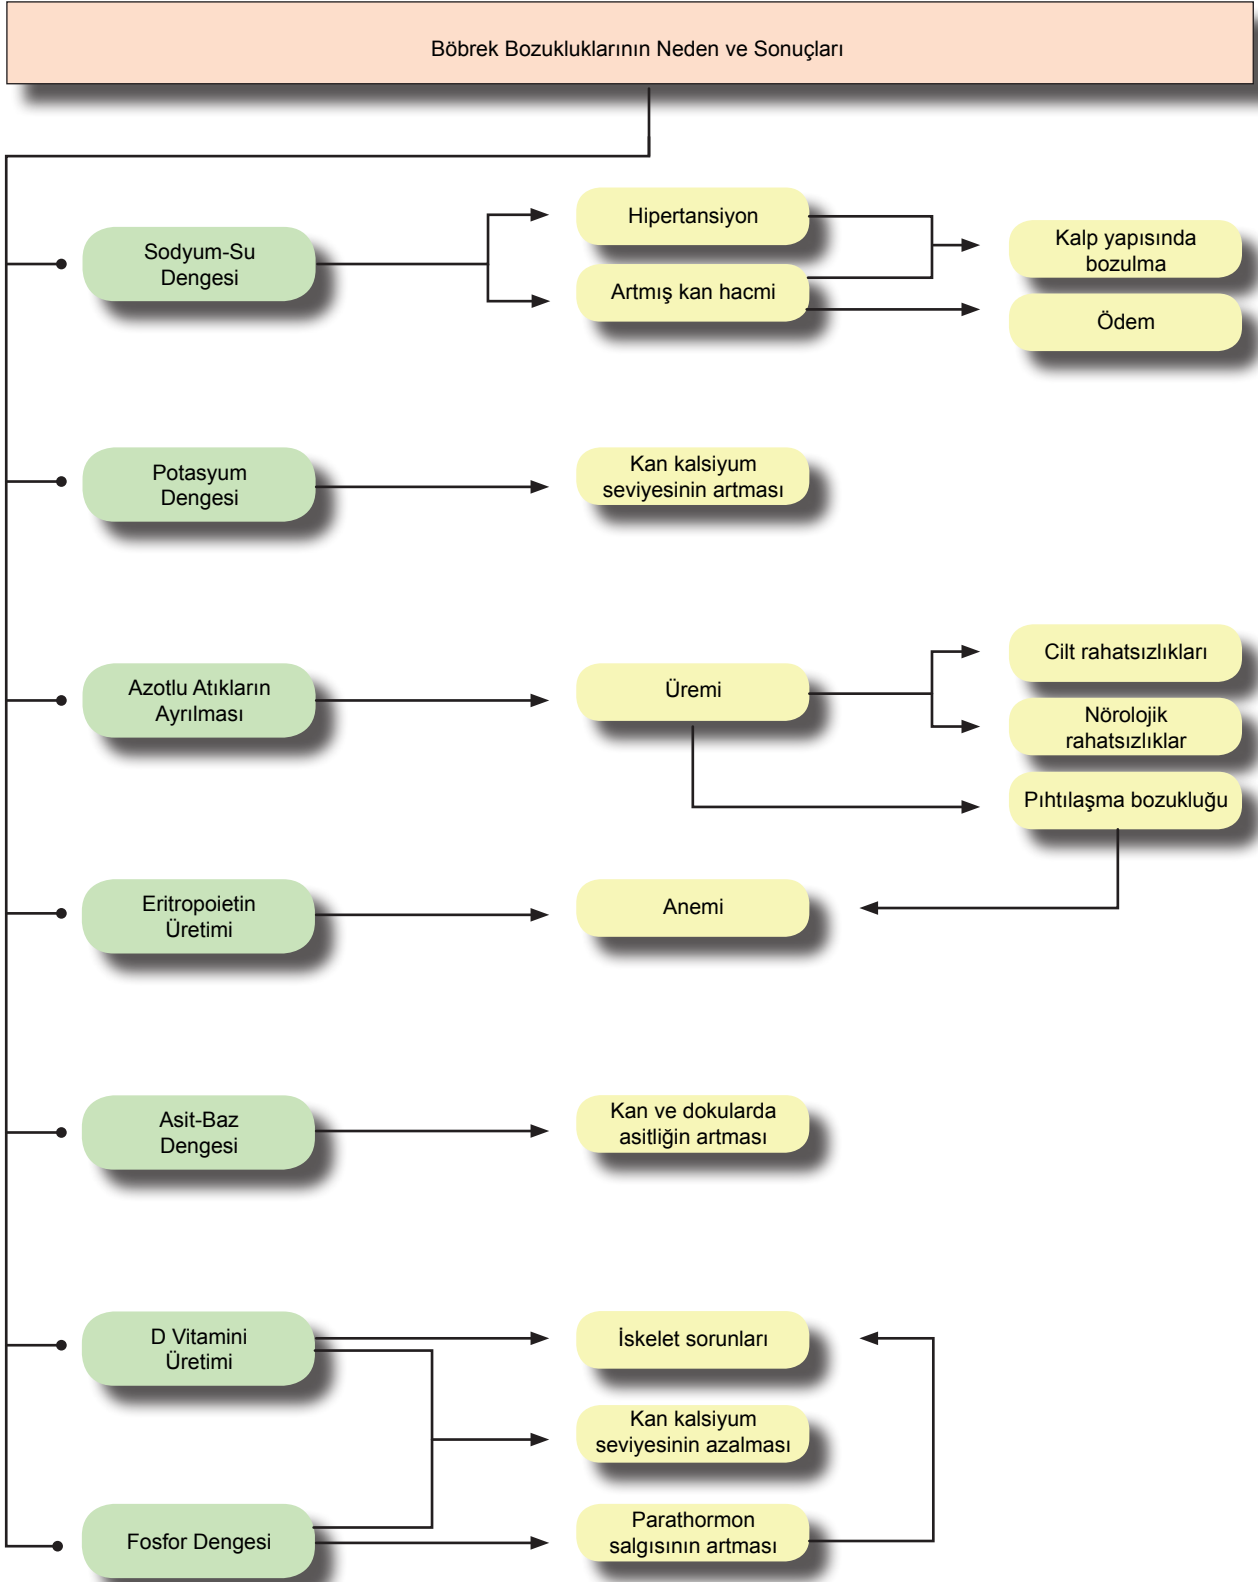 Böbrek Bozukluklarının Neden ve Sonuçları
Sodyum-Su
Dengesi
Hipertansiyon
Artmış kan hacmi
Kalp yapısında
bozulma
Ödem
Potasyum
Dengesi
Kan kalsiyum
seviyesinin artması
Azotlu Atıkların
Ayrılması
Üremi
Cilt rahatsızlıkları
Nörolojik
rahatsızlıklar
Pıhtılaşma bozukluğu
Eritropoietin
Üretimi
Anemi
Asit-Baz
Dengesi
Kan ve dokularda
asitliğin artması
D Vitamini
Üretimi
İskelet sorunları
Kan kalsiyum
seviyesinin azalması
Fosfor Dengesi
Parathormon
salgısının artması